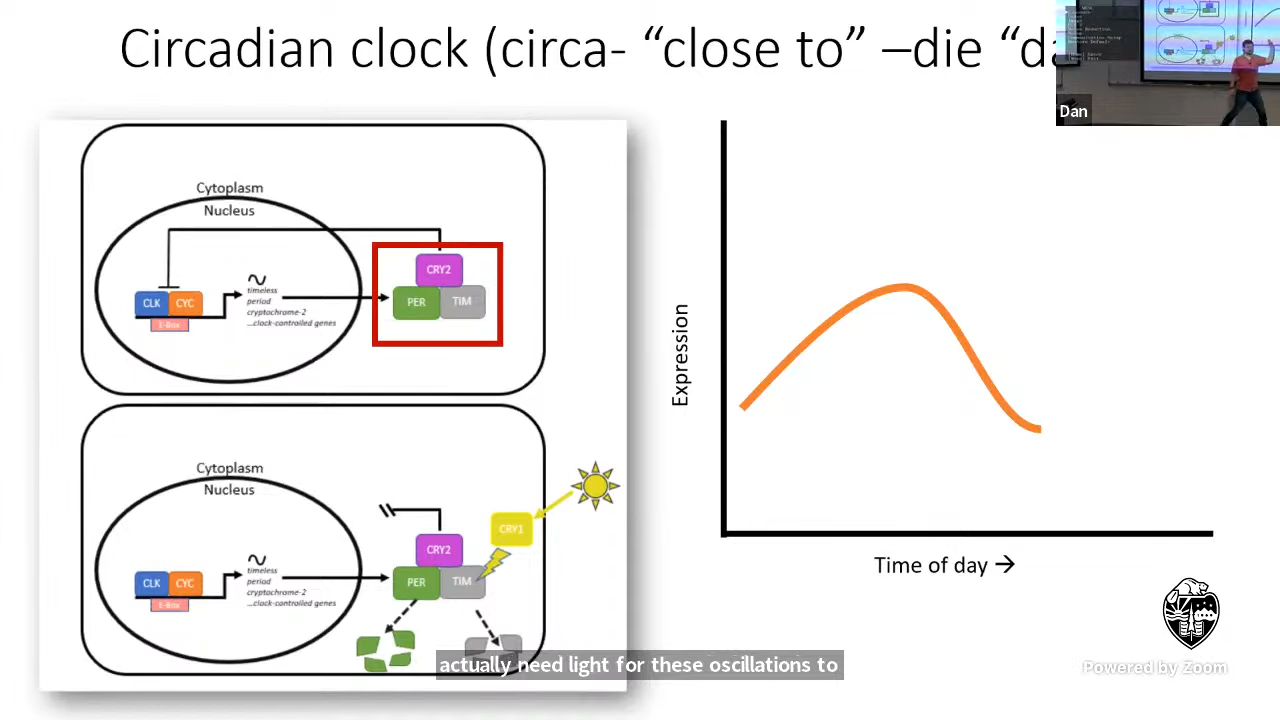 Circadian clock (circa- “close to” –die “da
Dan
Cytoplasm
Nucleus
CRY2
CLK CYC
E-Box
timeless
period
cryptochrome-2
...clock-controlled genes
PER TIM
Cytoplasm
Nucleus
CRY1
CRY2
CLK CYC
E-Box
timeless
period
cryptochrome-2
...clock-controlled genes
PER TIM
Expression
Time of day →
actually need light for these oscillations to
Powered by Zoom